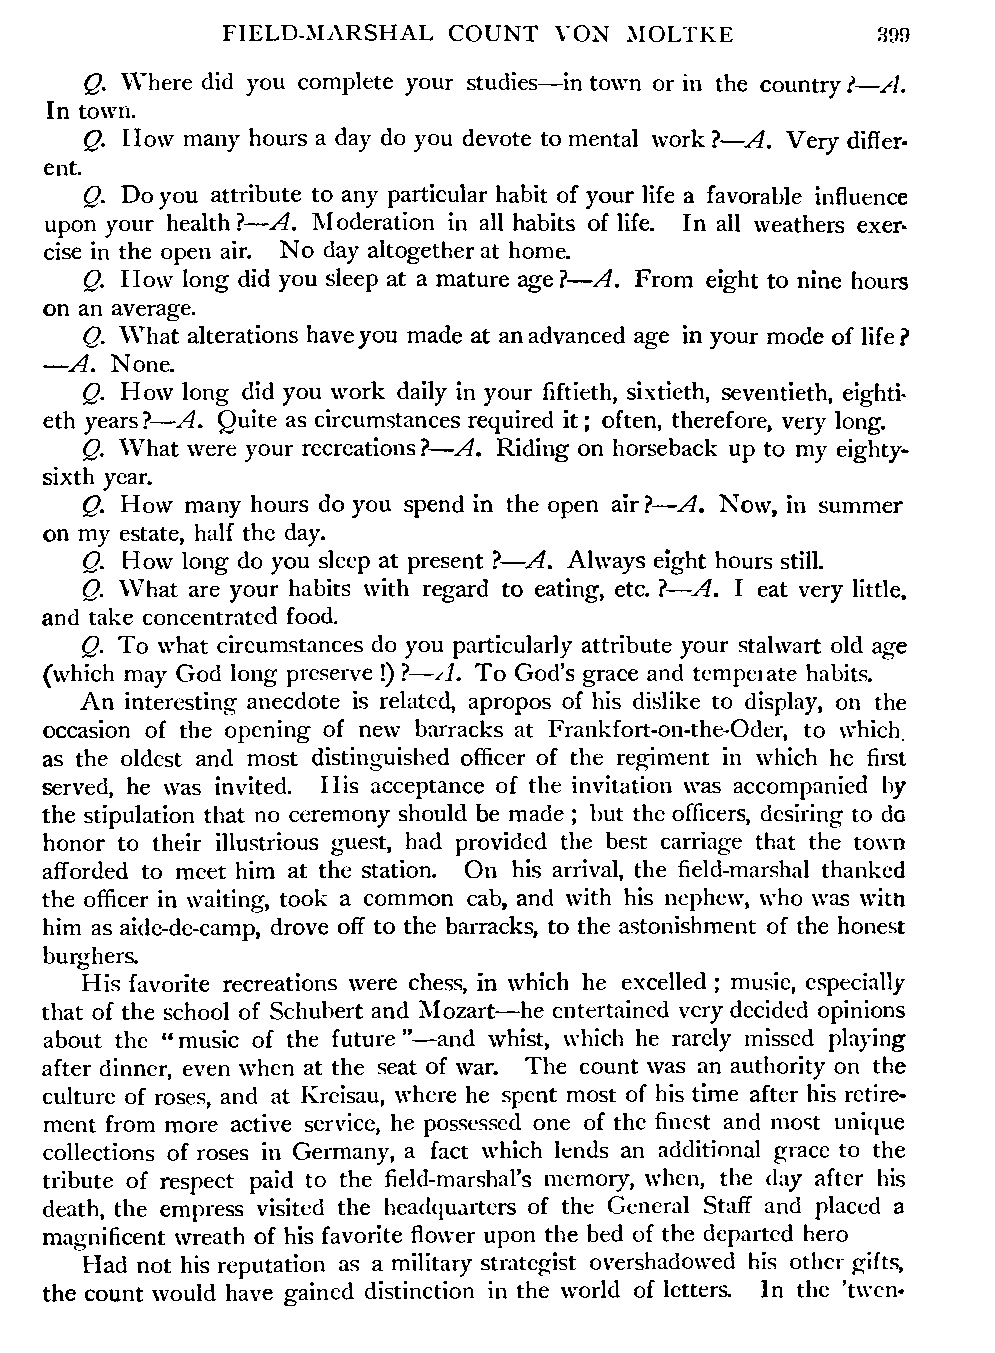 FIELD-MARSHAL COUNT VON MOLTKE 399
Q. Where did you complete your studies—in town or in the country?—A.
In town.
Q. How many hours a day do you devote to mental work?—A. Very differ-
ent.
Q. Do you attribute to any particular habit of your life a favorable influence
upon your health?—A. Moderation in all habits of life. In all weathers exer-
cise in the open air. No day altogether at home.
Q. How long did you sleep at a mature age?—A. From eight to nine hours
on an average.
Q. What alterations have you made at an advanced age in your mode of life?
—A. None.
Q. How long did you work daily in your fiftieth, sixtieth, seventieth, eighti-
eth years?—A. Quite as circumstances required it; often, therefore, very long.
Q. What were your recreations?—A. Riding on horseback up to my eighty-
sixth year.
Q. How many hours do you spend in the open air?—A. Now, in summer
on my estate, half the day.
Q. How long do you sleep at present?—A. Always eight hours still.
Q. What are your habits with regard to eating, etc.?—A. I eat very little,
and take concentrated food.
Q. To what circumstances do you particularly attribute your stalwart old age
(which may God long preserve!)?—A. To God's grace and temperate habits.
An interesting anecdote is related, apropos of his dislike to display, on the
occasion of the opening of new barracks at Frankfort-on-the-Oder, to which,
as the oldest and most distinguished officer of the regiment in which he first
served, he was invited. His acceptance of the invitation was accompanied by
the stipulation that no ceremony should be made; but the officers, desiring to do
honor to their illustrious guest, had provided the best carriage that the town
afforded to meet him at the station. On his arrival, the field-marshal thanked
the officer in waiting, took a common cab, and with his nephew, who was with
him as aide-de-camp, drove off to the barracks, to the astonishment of the honest
burghers.
His favorite recreations were chess, in which he excelled; music, especially
that of the school of Schubert and Mozart—he entertained very decided opinions
about the "music of the future"—and whist, which he rarely missed playing
after dinner, even when at the seat of war. The count was an authority on the
culture of roses, and at Kreisau, where he spent most of his time after his retire-
ment from more active service, he possessed one of the finest and most unique
collections of roses in Germany, a fact which lends an additional grace to the
tribute of respect paid to the field-marshal's memory, when, the day after his
death, the empress visited the headquarters of the General Staff and placed a
magnificent wreath of his favorite flower upon the bed of the departed hero
Had not his reputation as a military strategist overshadowed his other gifts,
the count would have gained distinction in the world of letters. In the 'twen-